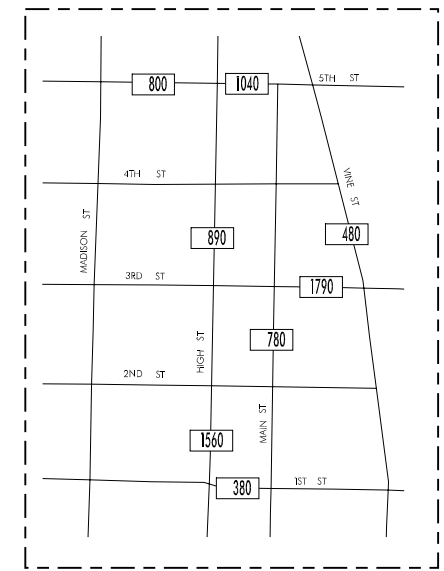 5TH ST
800
1040
4TH ST
VINE ST
MADISON ST
890
480
3RD ST
1790
HIGH ST
780
2ND ST
MAIN ST
1560
380
1ST ST